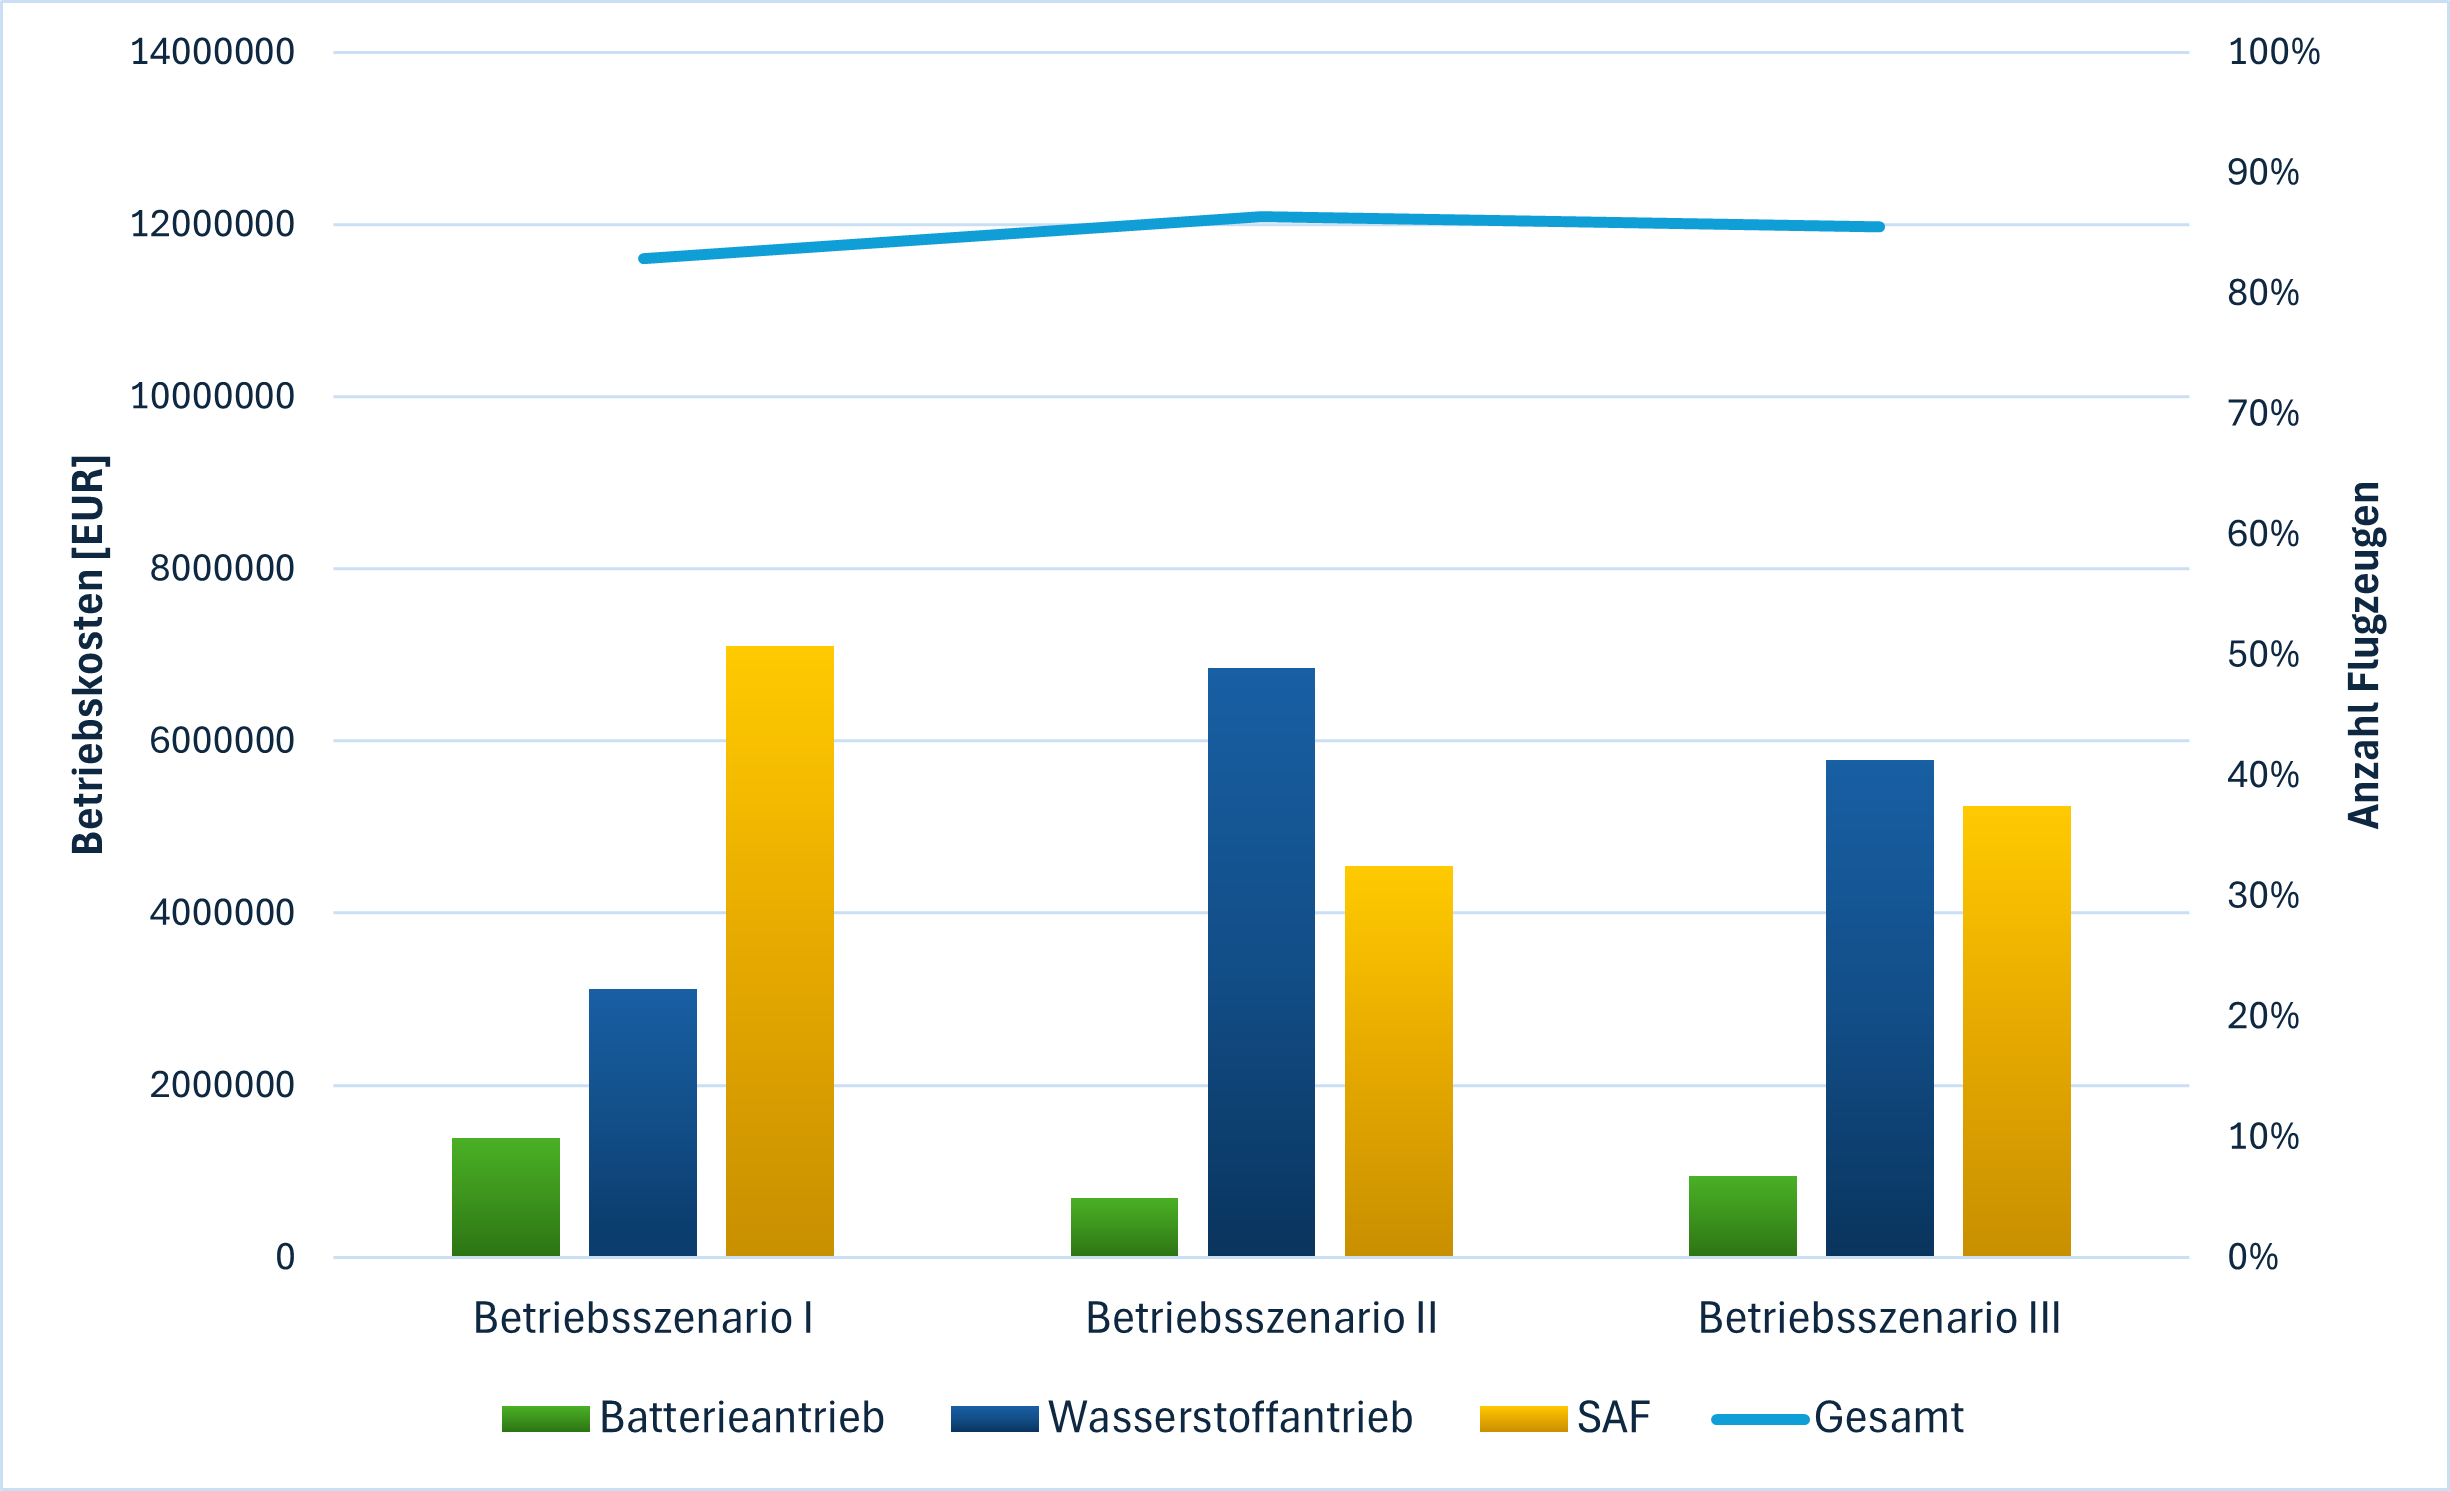 Betriebskosten [EUR]
14000000
12000000
10000000
8000000
6000000
4000000
2000000
0
100%
90%
80%
70%
60%
50%
40%
30%
20%
10%
0%
Anzahl Flugzeugen
Betriebsszenario I
Betriebsszenario II
Betriebsszenario III
Batterieantrieb
Wasserstoffantrieb
SAF
Gesamt